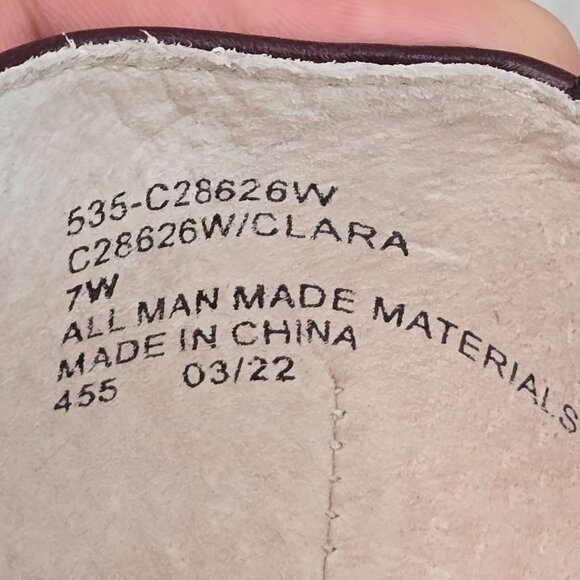 535-C28626W
C28626W/CLARA
7W
ALL MAN MADE MATERIALS
MADE IN CHINA
455 03/22